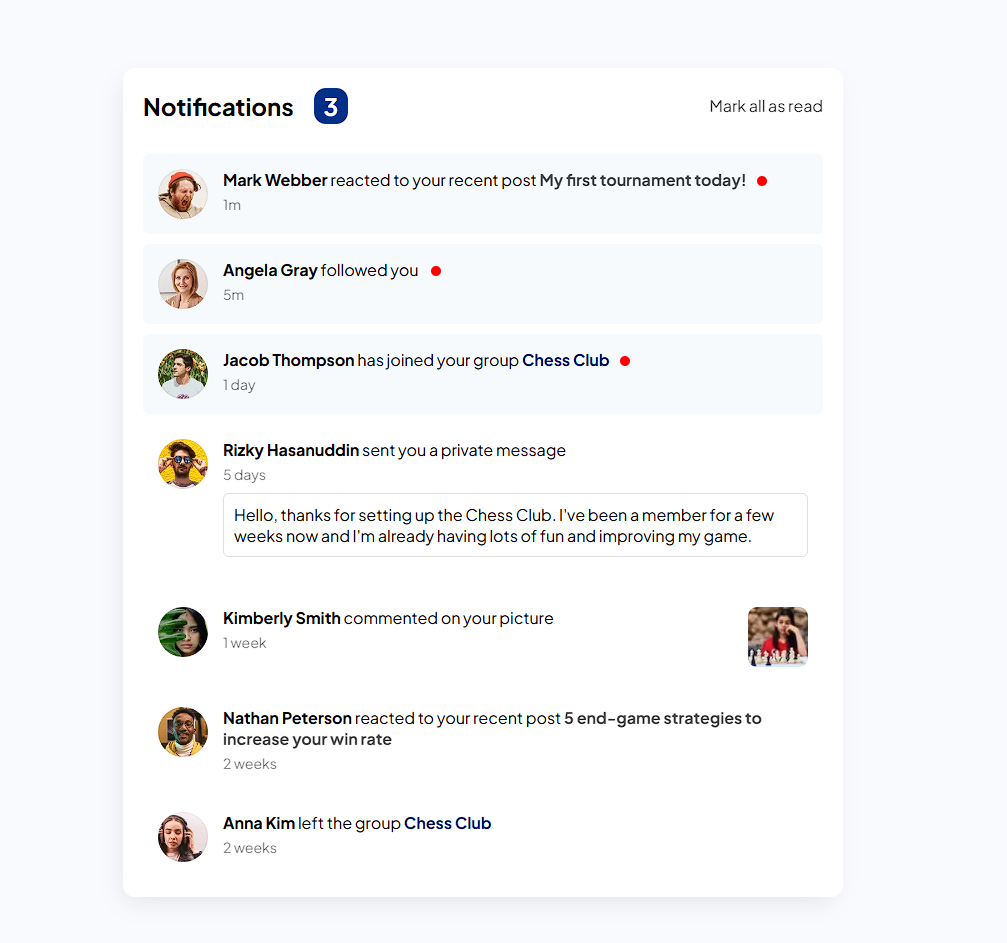 Notifications 3 Mark all as read
Mark Webber reacted to your recent post My first tournament today!
1m
Angela Gray followed you
5m
Jacob Thompson has joined your group Chess Club
1 day
Rizky Hasanuddin sent you a private message
5 days
Hello, thanks for setting up the Chess Club. I've been a member for a few
weeks now and I'm already having lots of fun and improving my game.
Kimberly Smith commented on your picture
1 week
Nathan Peterson reacted to your recent post 5 end-game strategies to
increase your win rate
2 weeks
Anna Kim left the group Chess Club
2 weeks